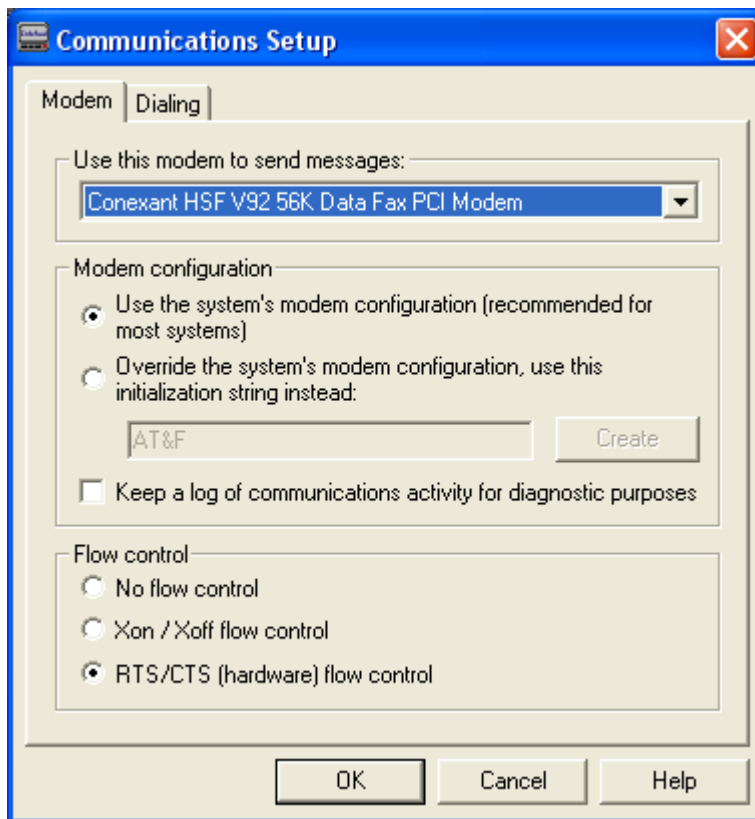 Communications Setup
Modem
Dialing
Use this modem to send messages:
Conexant HSF V92 56K Data Fax PCI Modem
Modem configuration
Use the system's modem configuration (recommended for
most systems)
Override the system's modem configuration, use this
initialization string instead:
AT&F
Create
Keep a log of communications activity for diagnostic purposes
Flow control
No flow control
Xon / Xoff flow control
RTS/CTS (hardware) flow control
OK
Cancel
Help